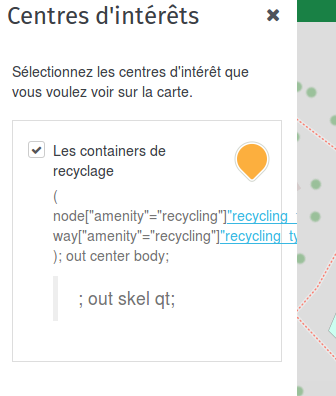 Centres d'intérêts ✖
Sélectionnez les centres d'intérêt que
vous voulez voir sur la carte.
Les containers de
recyclage
(
node["amenity"="recycling"]"recycling_
way["amenity"="recycling"]"recycling_ty
); out center body;
; out skel qt;